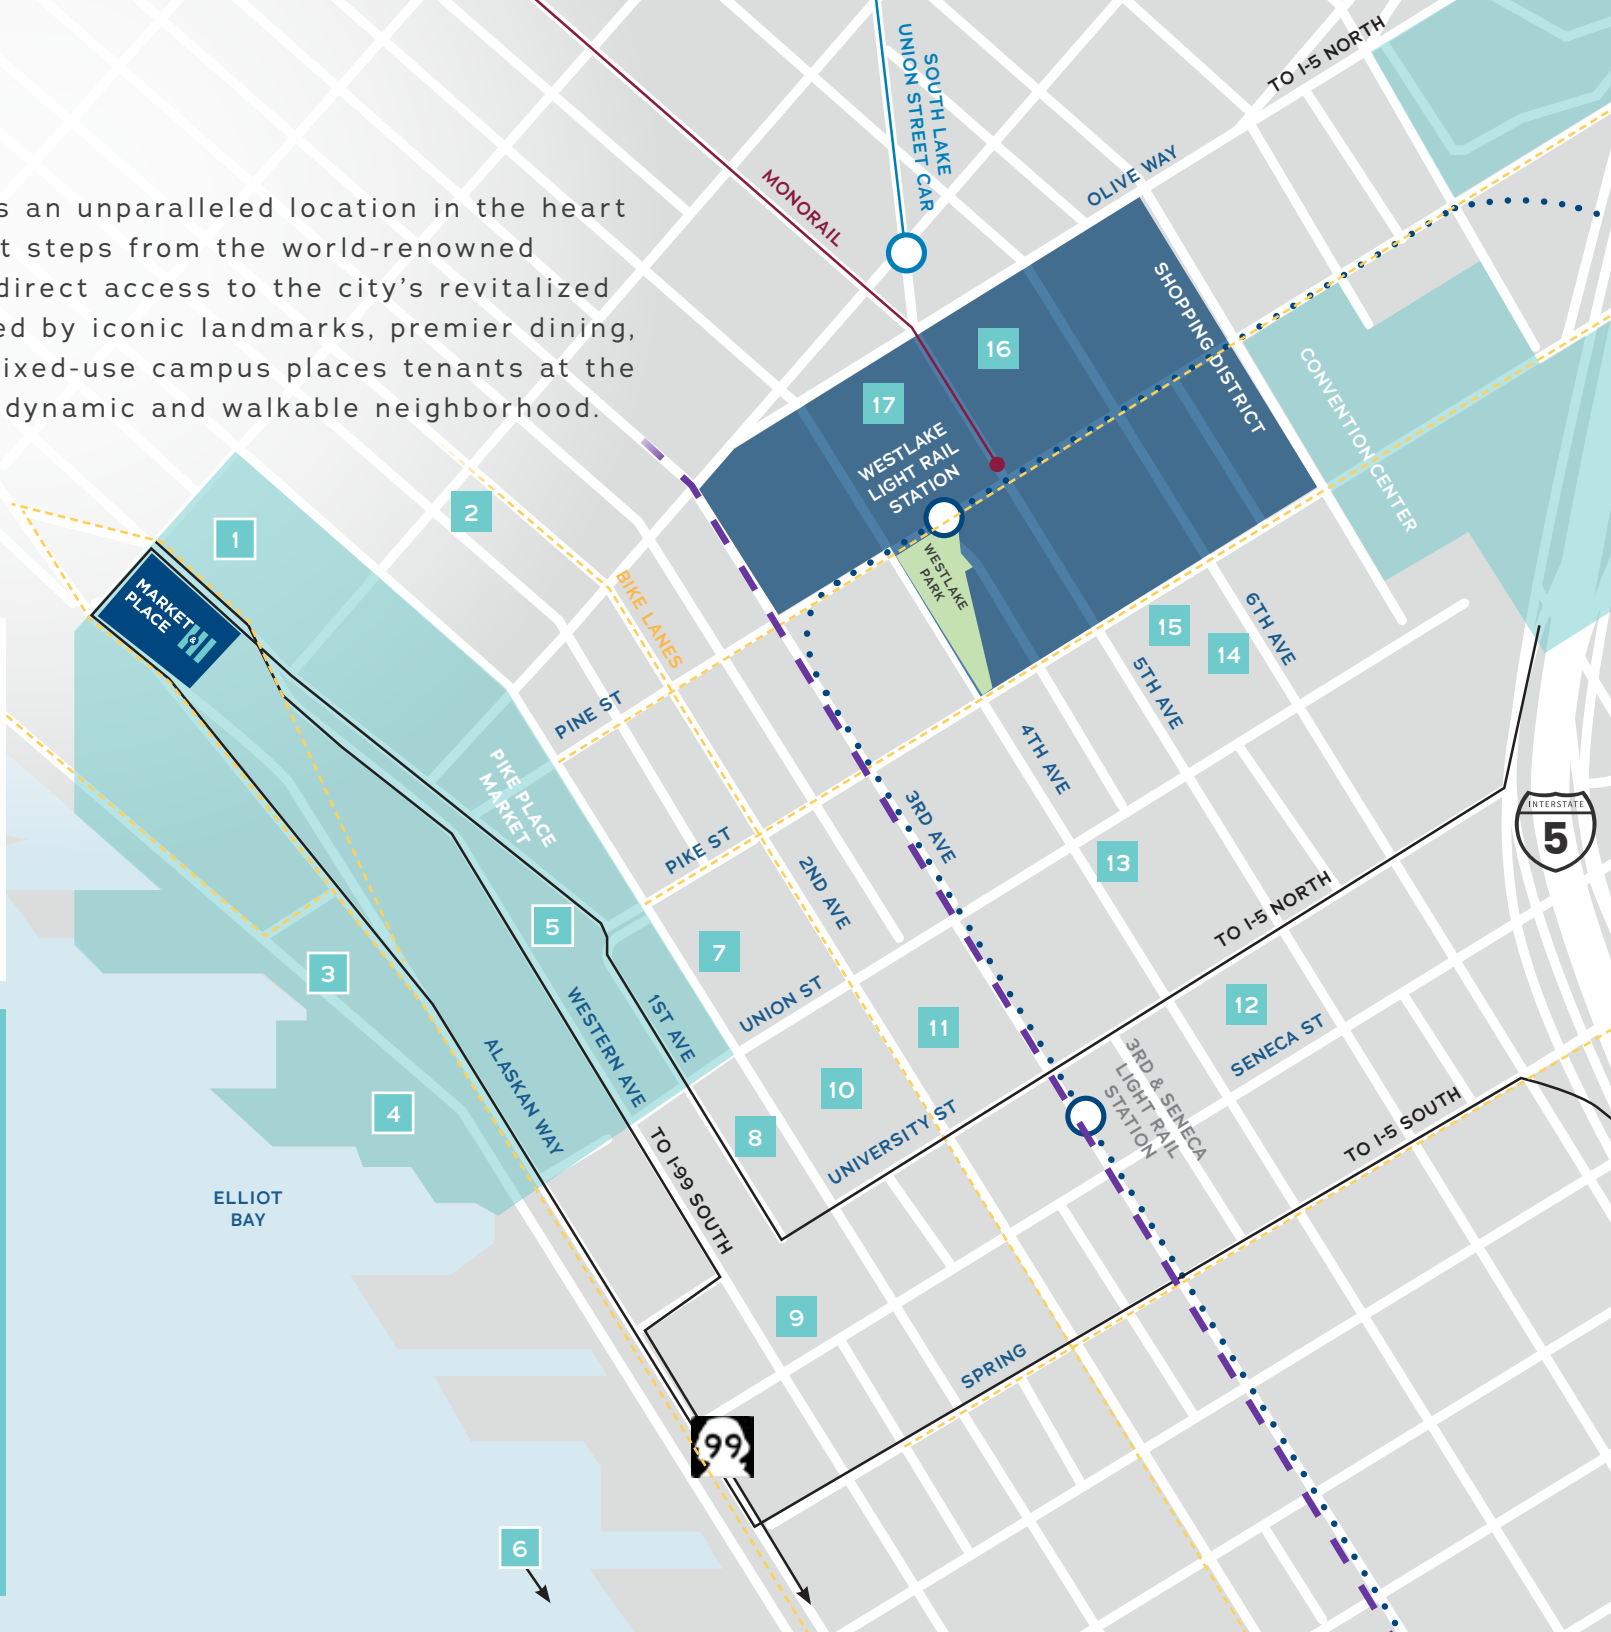 s an unparalleled location in the heart
t steps from the world-renowned
direct access to the city's revitalized
ed by iconic landmarks, premier dining,
ixed-use campus places tenants at the
dynamic and walkable neighborhood.
MONORAIL
SOUTH LAKE
UNION STREET CAR
TO I-5 NORTH
OLIVE WAY
SHOPPING DISTRICT
CONVENTION CENTER
16
17
WESTLAKE
LIGHT RAIL
STATION
WESTLAKE
PARK
1
2
MARKET
PLACE
&
BIKE LANES
PINE ST
PIKE PLACE
MARKET
PIKE ST
15
14
6TH AVE
5TH AVE
4TH AVE
3RD AVE
2ND AVE
13
INTERSTATE
5
TO I-5 NORTH
5
7
3
UNION ST
1ST AVE
WESTERN AVE
ALASKAN WAY
11
12
SENECA ST
3RD & SENECA
LIGHT RAIL
STATION
10
4
8
UNIVERSITY ST
TO I-5 SOUTH
TO I-99 SOUTH
ELLIOT
BAY
9
SPRING
99
6